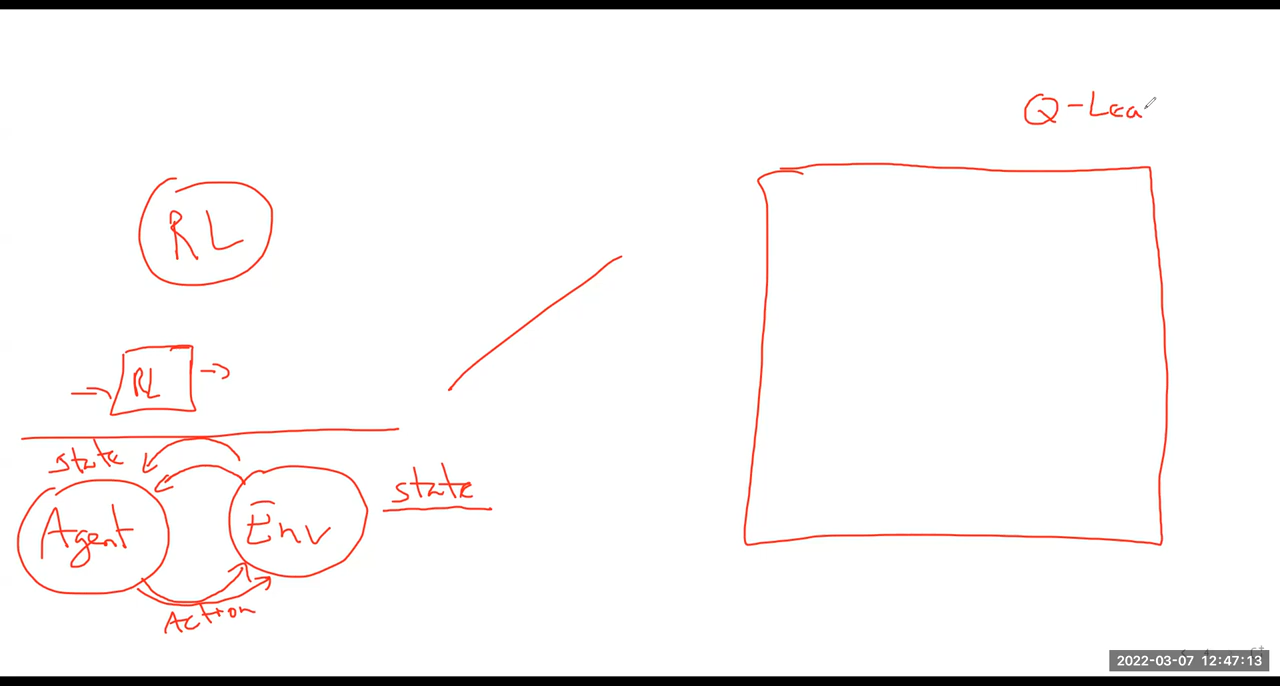 Q-Lea
RL
RL
state
state
Agent
Env
Action
2022-03-07 12:47:13